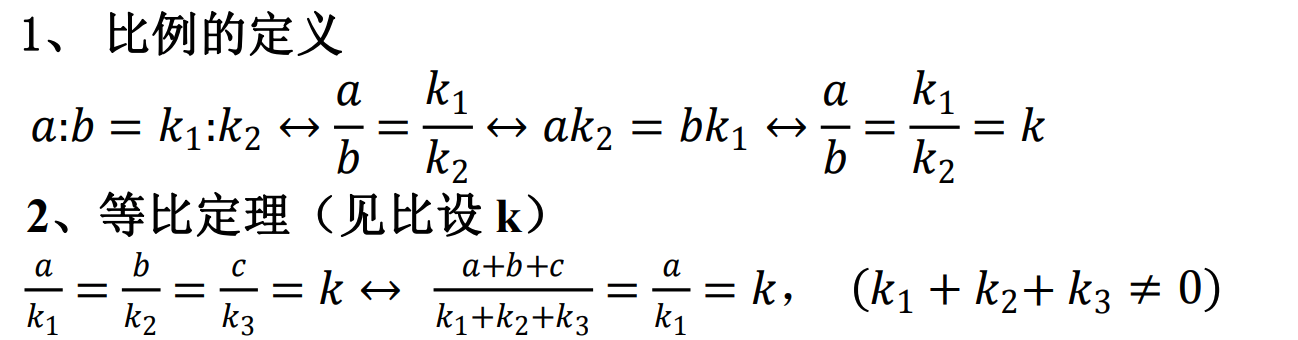 1、 比例的定义
a:b = k₁:k₂ ↔ a/b = k₁/k₂ ↔ ak₂ = bk₁ ↔ a/b = k₁/k₂ = k
2、等比定理（见比设 k）
a/k₁ = b/k₂ = c/k₃ = k ↔ (a+b+c)/(k₁+k₂+k₃) = a/k₁ = k， (k₁ + k₂+ k₃ ≠ 0)